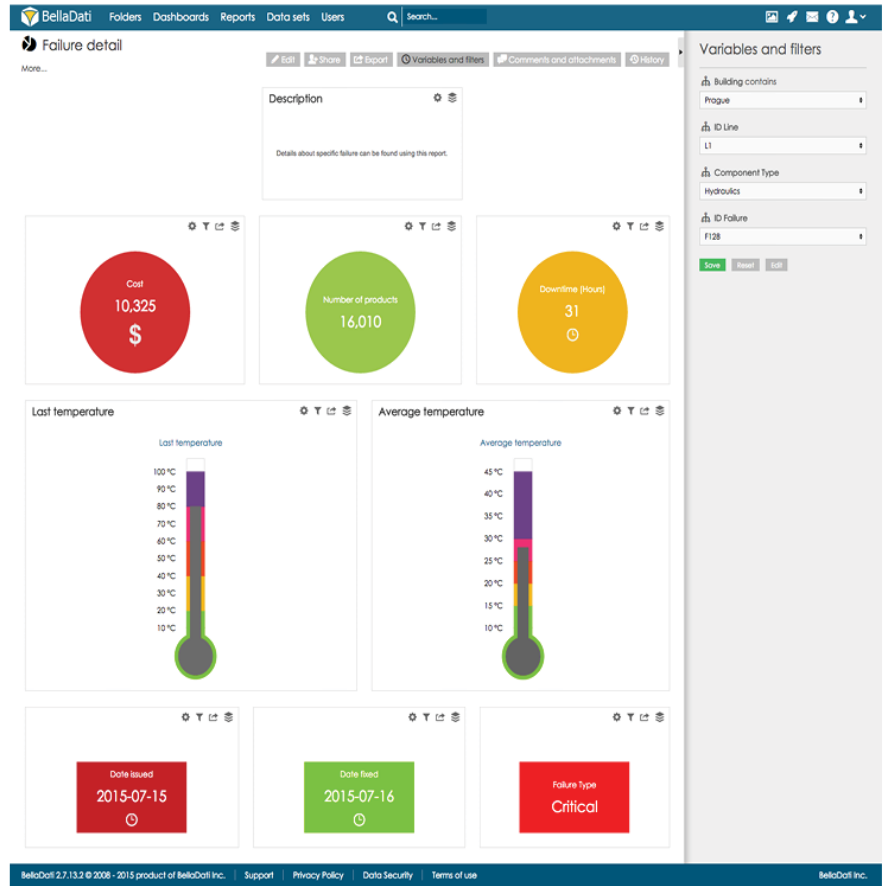 BellaDati Folders Dashboards Reports Data sets Users Search...
Failure detail
More...
Edit Share Export Variables and filters Comments and attachments History
Variables and filters
Building contains
Prague
ID Line
L1
Component Type
Hydraulics
ID Failure
F128
Save Reset Edit
Description
Details about specific failure can be found using this report.
Cost
10,325
$
Number of products
16,010
Downtime (Hours)
31
Last temperature
Last temperature
100 °C
90 °C
80 °C
70 °C
60 °C
50 °C
40 °C
30 °C
20 °C
10 °C
Average temperature
Average temperature
45 °C
40 °C
35 °C
30 °C
25 °C
20 °C
15 °C
10 °C
Date issued
2015-07-15
Date fixed
2015-07-16
Failure Type
Critical
BellaDati 2.7.13.2 © 2008 - 2015 product of BellaDati Inc. | Support | Privacy Policy | Data Security | Terms of use BellaDati Inc.